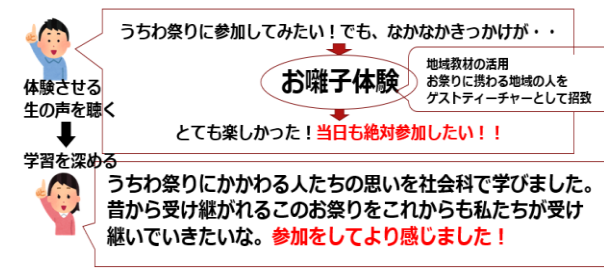 うちわ祭りに参加してみたい！でも、なかなかきっかけが・・
地域教材の活用
お祭りに携わる地域の人を
ゲストティーチャーとして招致
お囃子体験
体験させる
生の声を聴く
とても楽しかった！当日も絶対参加したい！！
学習を深める
うちわ祭りにかかわる人たちの思いを社会科で学びました。
昔から受け継がれるこのお祭りをこれからも私たちが受け
継いでいきたいな。参加をしてより感じました！